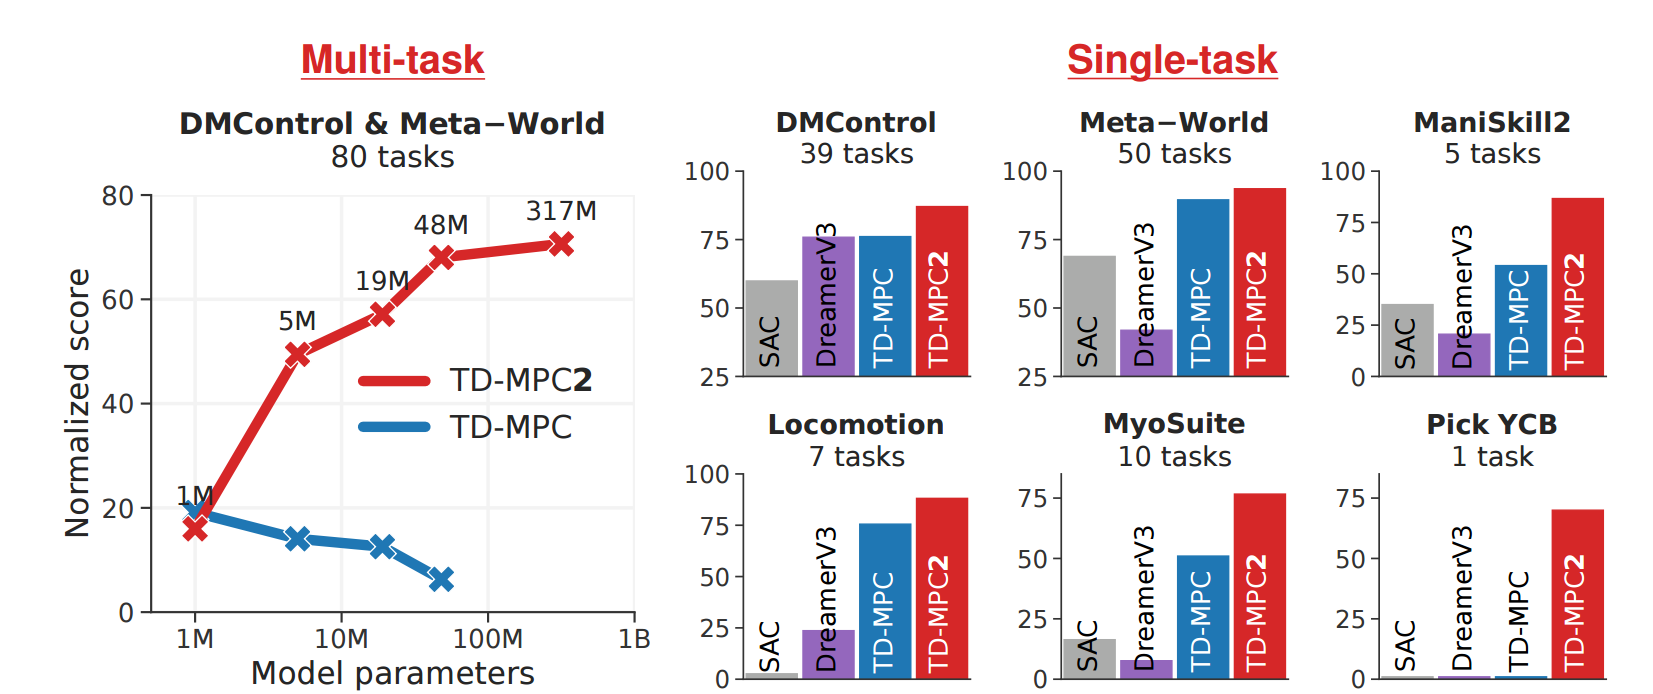 Multi-task
Single-task
DMControl & Meta−World
80 tasks
80
60
40
20
0
Normalized score
1M
5M
19M
48M
317M
TD-MPC2
TD-MPC
1M
10M
100M
1B
Model parameters
DMControl
39 tasks
100
75
50
25
SAC
DreamerV3
TD-MPC
TD-MPC2
Meta−World
50 tasks
100
75
50
25
SAC
DreamerV3
TD-MPC
TD-MPC2
ManiSkill2
5 tasks
100
75
50
25
0
SAC
DreamerV3
TD-MPC
TD-MPC2
Locomotion
7 tasks
100
75
50
25
0
SAC
DreamerV3
TD-MPC
TD-MPC2
MyoSuite
10 tasks
75
50
25
0
SAC
DreamerV3
TD-MPC
TD-MPC2
Pick YCB
1 task
75
50
25
0
SAC
DreamerV3
TD-MPC
TD-MPC2